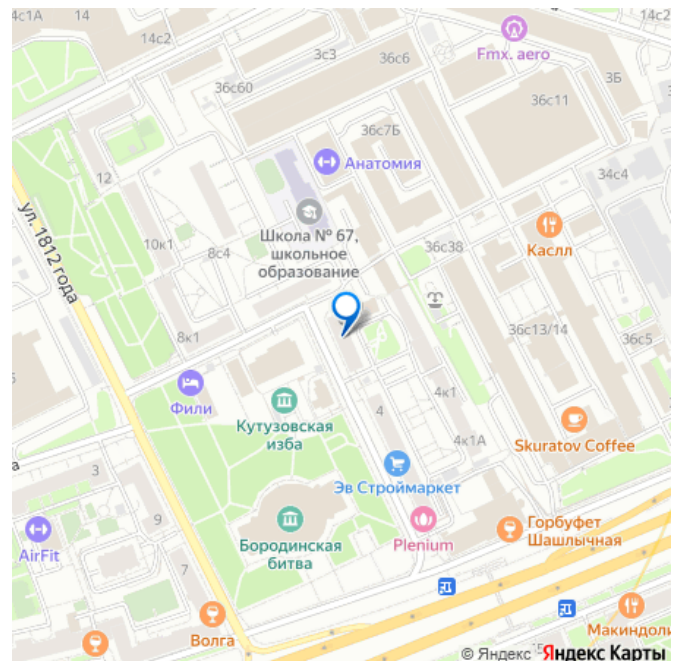 4с1А
14
14с2
14с2
3с3
36с6
Fmx. aero
3Б
36с60
36с11
36с7Б
Анатомия
12
34с4
ул. 1812 года
10к1
8с4
Школа № 67,
школьное
образование
36с38
Каслл
8к1
36с13/14
36с5
Фили
Кутузовская
изба
4
4к1
4к1А
Skuratov Coffee
3
Эв Строймаркет
9
AirFit
Бородинская
битва
Plenium
Горбуфет
Шашлычная
7
Волга
Макиндоли
© Яндекс
Яндекс Карты